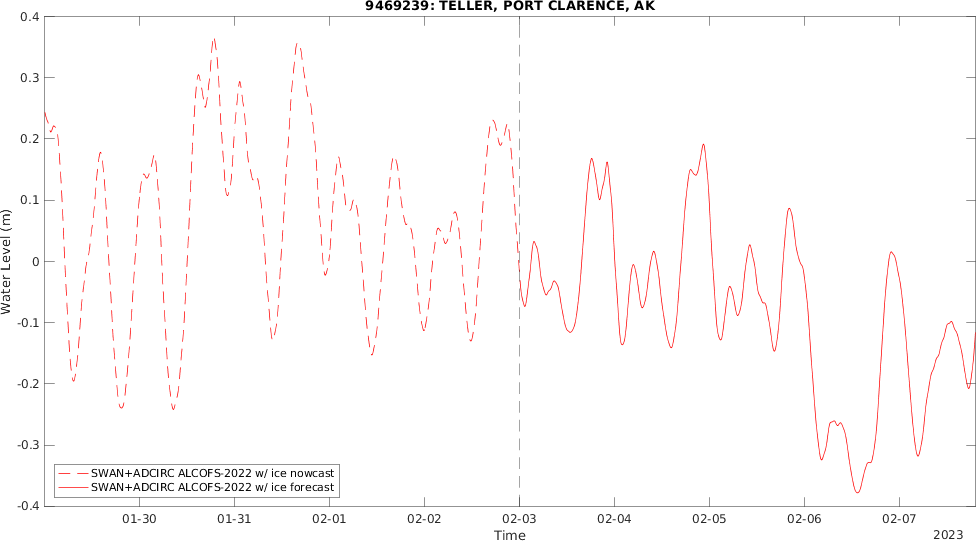 9469239: TELLER, PORT CLARENCE, AK
0.4
0.3
0.2
0.1
0
-0.1
-0.2
-0.3
-0.4
Water Level (m)
SWAN+ADCIRC ALCOFS-2022 w/ ice nowcast
SWAN+ADCIRC ALCOFS-2022 w/ ice forecast
01-30 01-31 02-01 02-02 02-03 02-04 02-05 02-06 02-07
Time
2023